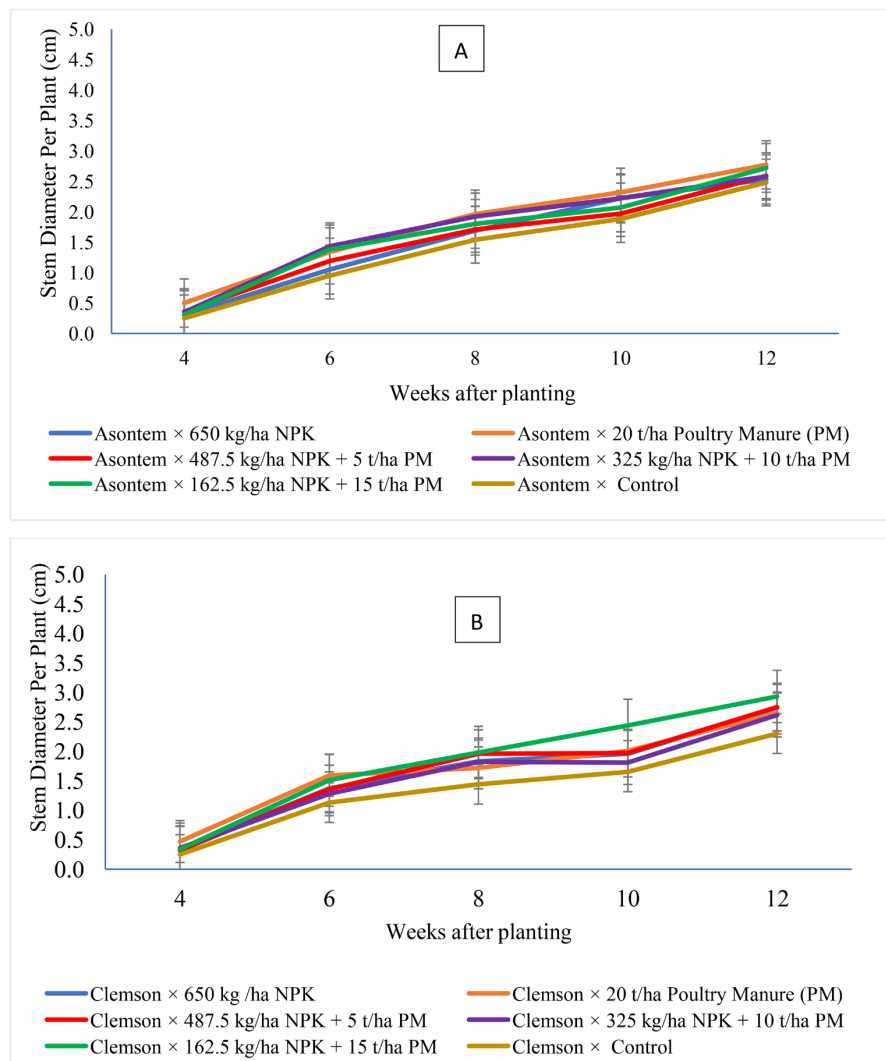 A
Stem Diameter Per Plant (cm)
5.0
4.5
4.0
3.5
3.0
2.5
2.0
1.5
1.0
0.5
0.0
4 6 8 10 12
Weeks after planting
Asontem × 650 kg/ha NPK
Asontem × 20 t/ha Poultry Manure (PM)
Asontem × 487.5 kg/ha NPK + 5 t/ha PM
Asontem × 325 kg/ha NPK + 10 t/ha PM
Asontem × 162.5 kg/ha NPK + 15 t/ha PM
Asontem × Control
B
Stem Diameter Per Plant (cm)
5.0
4.5
4.0
3.5
3.0
2.5
2.0
1.5
1.0
0.5
0.0
4 6 8 10 12
Weeks after planting
Clemson × 650 kg /ha NPK
Clemson × 20 t/ha Poultry Manure (PM)
Clemson × 487.5 kg/ha NPK + 5 t/ha PM
Clemson × 325 kg/ha NPK + 10 t/ha PM
Clemson × 162.5 kg/ha NPK + 15 t/ha PM
Clemson × Control